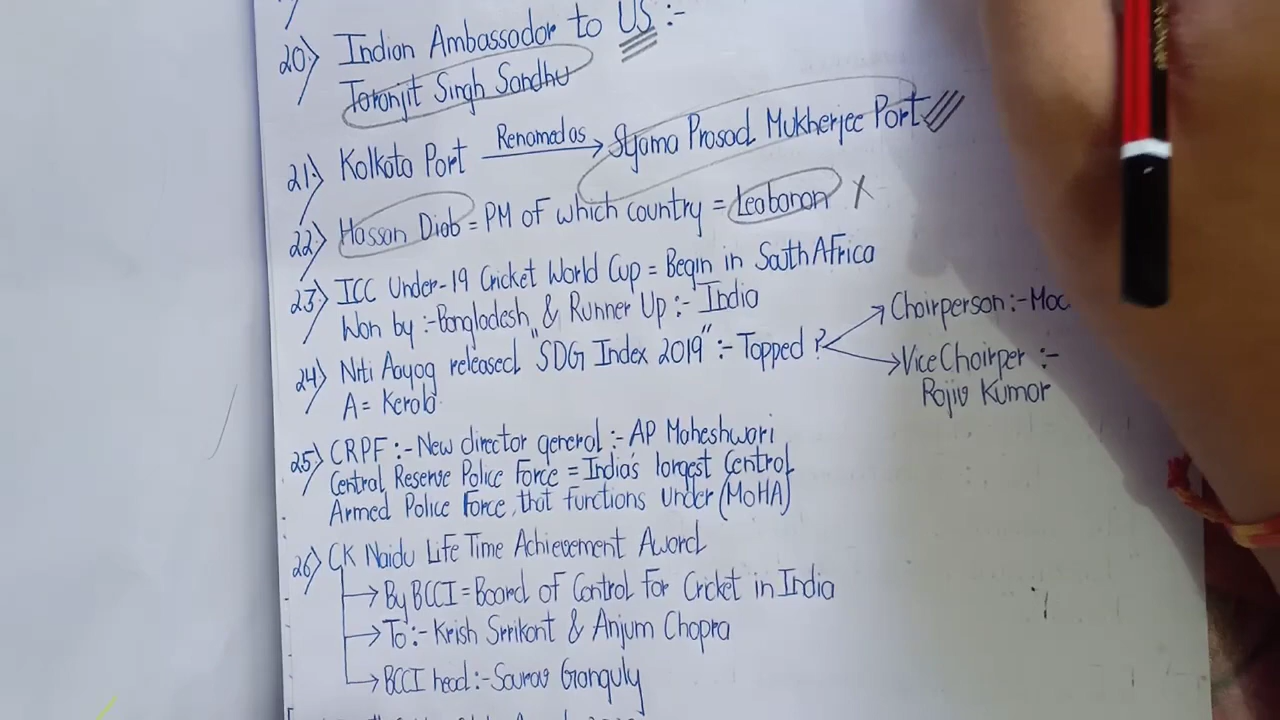 20) Indian Ambassador to US :-
Taranjit Singh Sandhu
21) Kolkata Port Renamed as → Syama Prasad Mukherjee Port
22) Hassan Diab = PM of which country = Leabanon X
23) ICC Under-19 Cricket World Cup = Begin in South Africa
Won by :- Bangladesh & Runner Up :- India
24) Niti Aayog released "SDG Index 2019" :- Topped ?
A = Kerala
Chairperson :-
Vice Chairper :-
Rajiv Kumar
25) CRPF :- New director general :- AP Maheshwari
Central Reserve Police Force = India's longest Central
Armed Police Force, that functions under (MoHA)
26) CK Naidu Life Time Achievement Award
→ By BCCI = Board of Control for Cricket in India
→ To :- Krish Srrikant & Anjum Chopra
→ BCCI head :- Sourav Ganguly